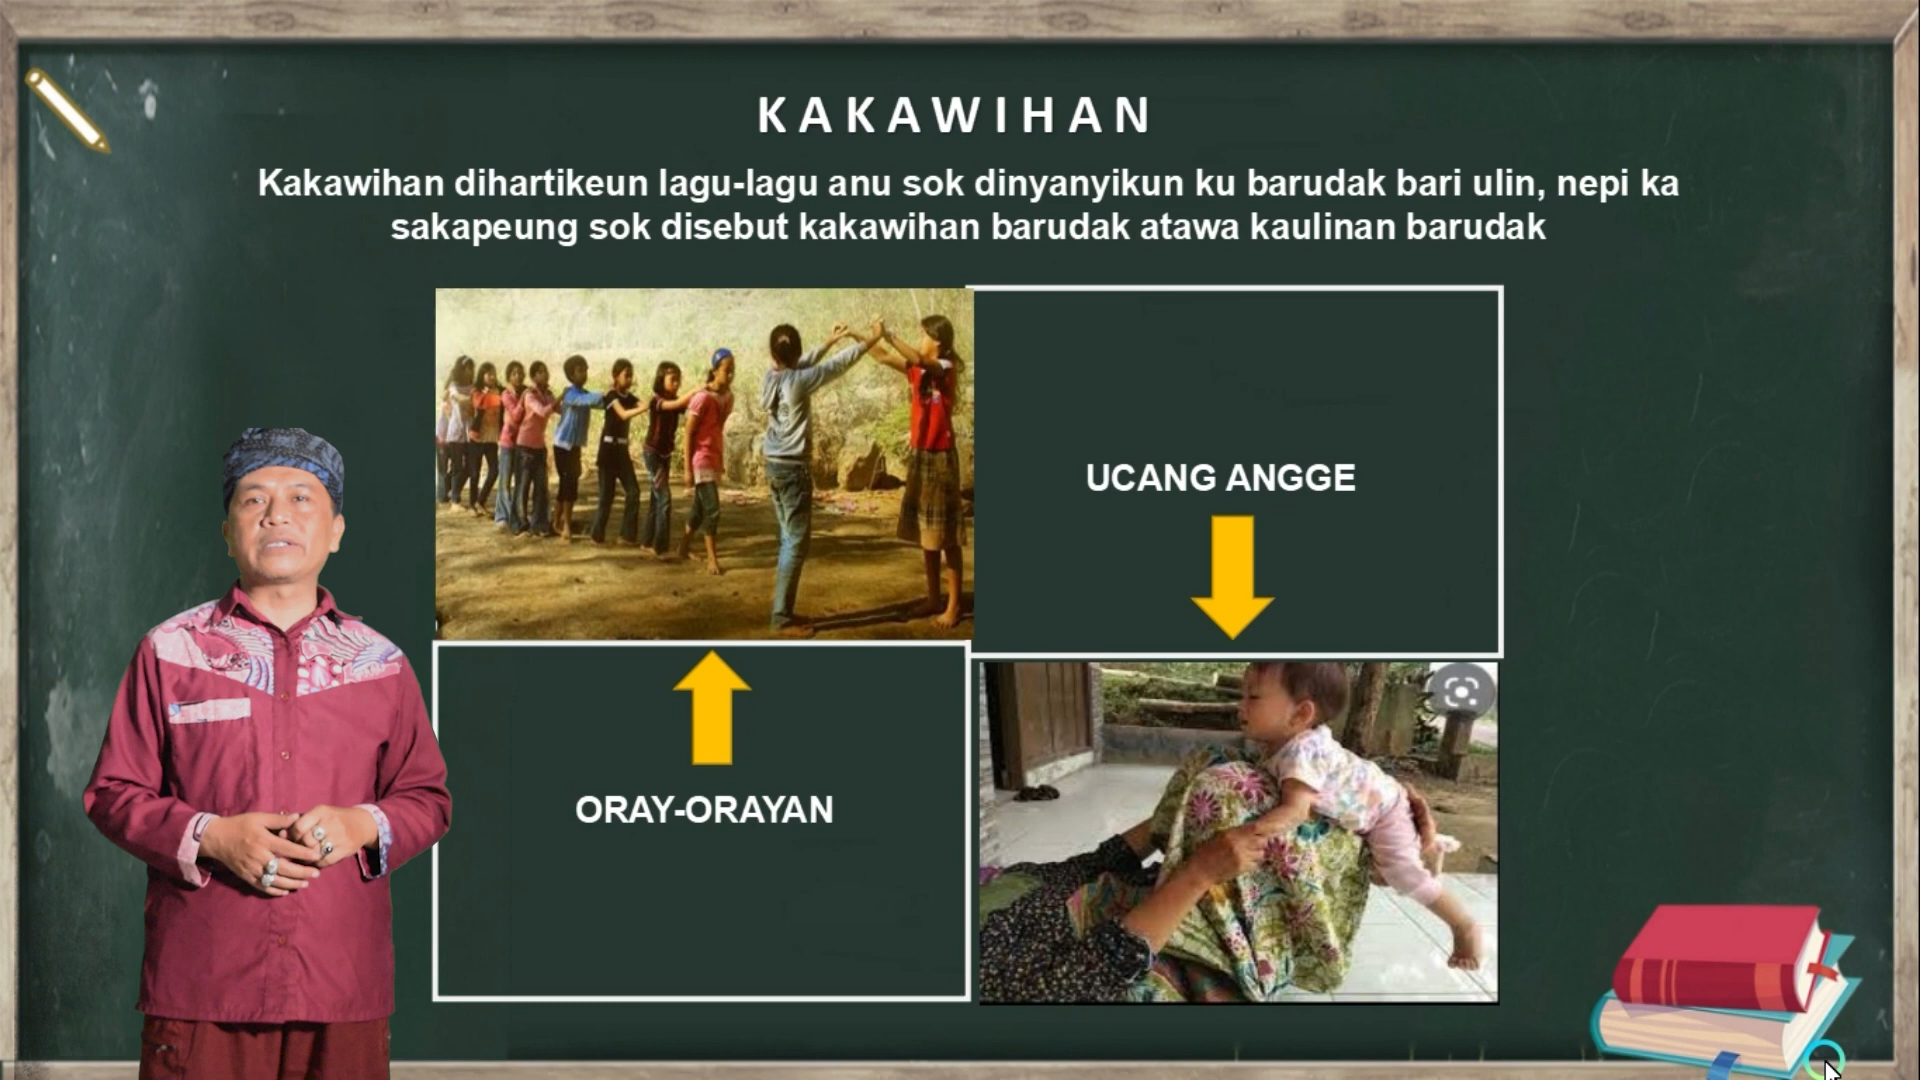 KAKAWIHAN
Kakawihan dihartikeun lagu-lagu anu sok dinyanyikun ku barudak bari ulin, nepi ka
sakapeung sok disebut kakawihan barudak atawa kaulinan barudak
UCANG ANGGE
ORAY-ORAYAN